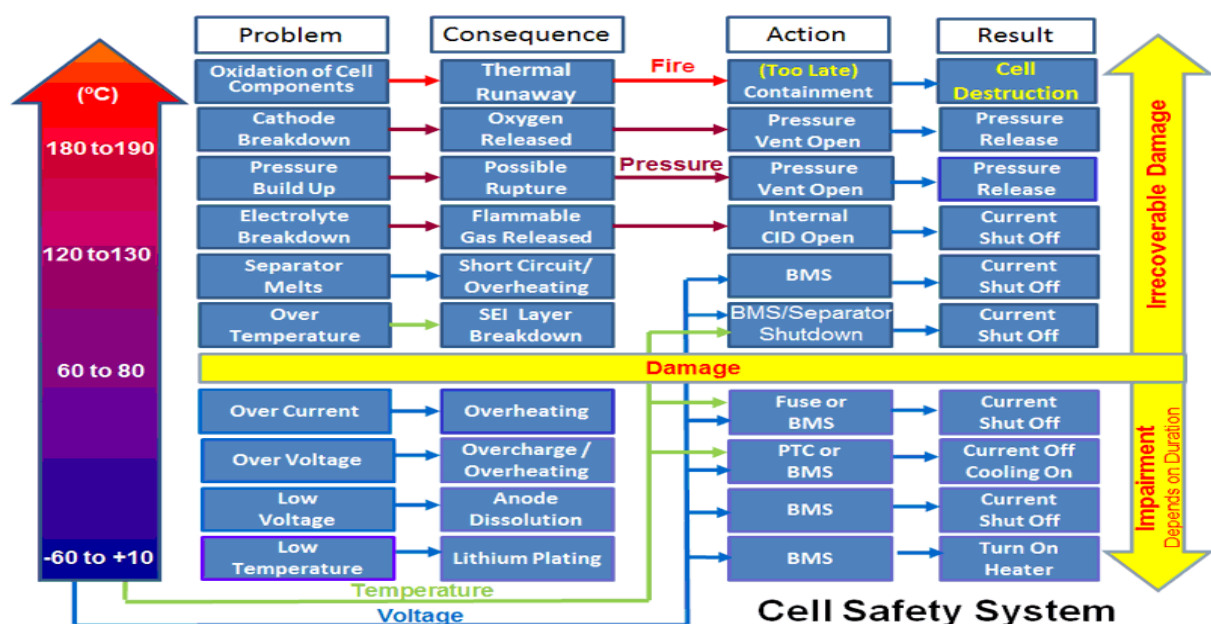 Problem
Consequence
Action
Result
(°C)
Oxidation of Cell
Components
Thermal
Runaway
Fire
(Too Late)
Containment
Cell
Destruction
180 to190
Cathode
Breakdown
Oxygen
Released
Pressure
Vent Open
Pressure
Release
Pressure
Build Up
Possible
Rupture
Pressure
Pressure
Vent Open
Pressure
Release
120 to130
Electrolyte
Breakdown
Flammable
Gas Released
Internal
CID Open
Current
Shut Off
Separator
Melts
Short Circuit/
Overheating
BMS
Current
Shut Off
Over
Temperature
SEI Layer
Breakdown
BMS/Separator
Shutdown
Current
Shut Off
Irrecoverable Damage
60 to 80
Damage
Over Current
Overheating
Fuse or
BMS
Current
Shut Off
Over Voltage
Overcharge /
Overheating
PTC or
BMS
Current Off
Cooling On
Low
Voltage
Anode
Dissolution
BMS
Current
Shut Off
Impairment
Depends on Duration
-60 to +10
Low
Temperature
Lithium Plating
BMS
Turn On
Heater
Temperature
Voltage
Cell Safety System